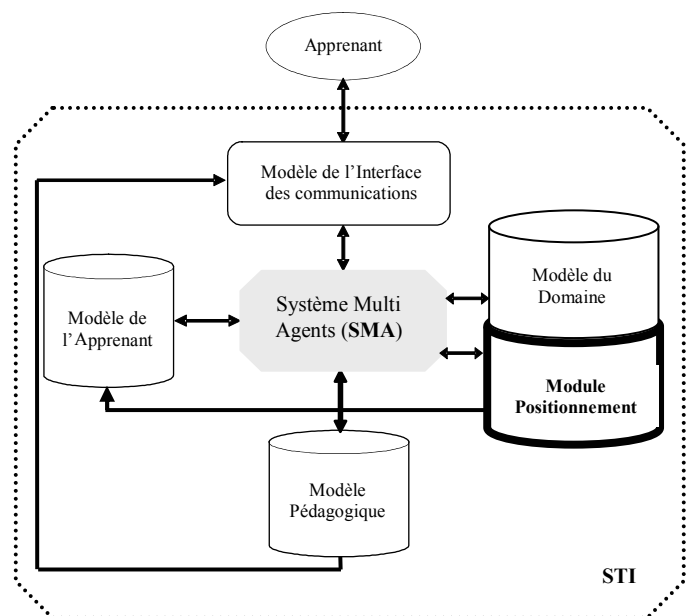 Apprenant
Modèle de l’Interface
des communications
Modèle du
Domaine
Système Multi
Agents (SMA)
Modèle de
l’Apprenant
Module
Positionnement
Modèle
Pédagogique
STI